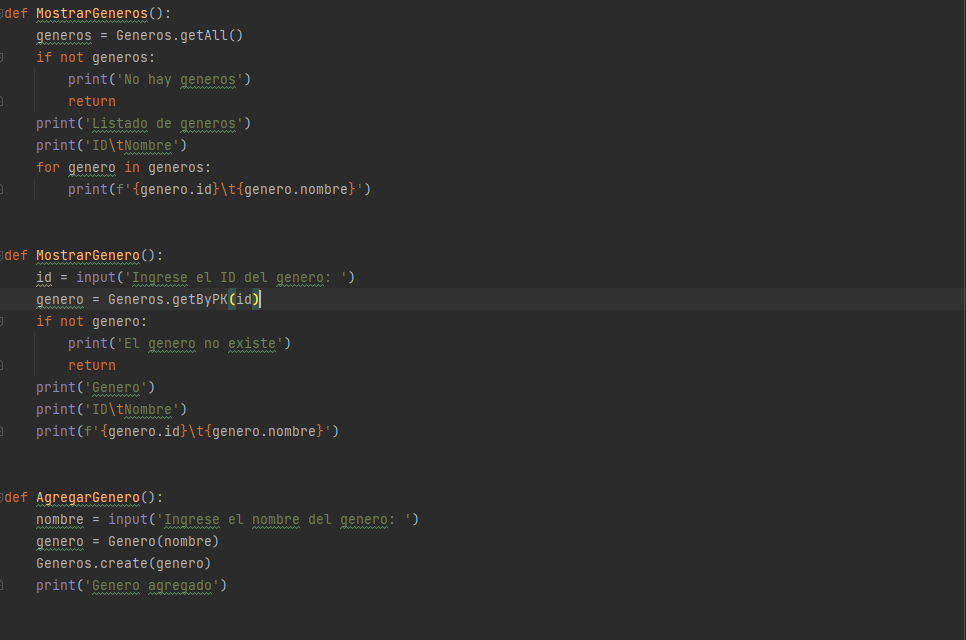 def MostrarGeneros():
    generos = Generos.getAll()
    if not generos:
        print('No hay generos')
        return
    print('Listado de generos')
    print('ID\tNombre')
    for genero in generos:
        print(f'{genero.id}\t{genero.nombre}')
def MostrarGenero():
    id = input('Ingrese el ID del genero: ')
    genero = Generos.getByPK(id)
    if not genero:
        print('El genero no existe')
        return
    print('Genero')
    print('ID\tNombre')
    print(f'{genero.id}\t{genero.nombre}')
def AgregarGenero():
    nombre = input('Ingrese el nombre del genero: ')
    genero = Genero(nombre)
    Generos.create(genero)
    print('Genero agregado')